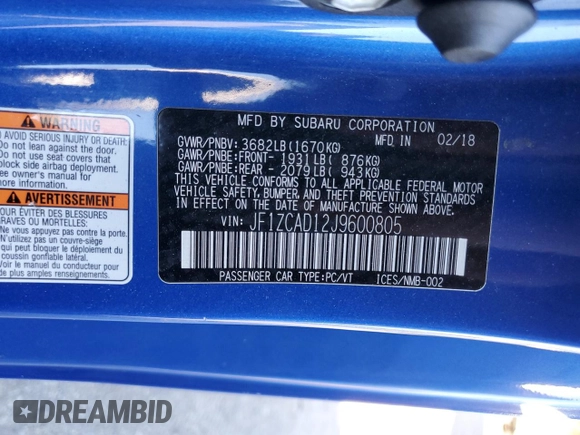 WARNING
AVOID SERIOUS INJURY OR DEATH:
Do not lean against the door.
Do not use seat covers that
block side airbag deployment.
See owner's manual for
more information.
AVERTISSEMENT
POUR ÉVITER DES BLESSURES
GRAVES OU MORTELLES:
Ne vous appuyez pas contre la porte.
Ne utilisez pas un couvre-siège
qui peut bloquer le déploiement
du coussin gonflable latéral.
Voir le manuel du conducteur pour
de plus amples informations.
MFD BY SUBARU CORPORATION
GVWR/PNBV: 3682LB(1670KG) MFD IN 02/18
GAWR/PNBE:FRONT- 1931LB( 876KG)
GAWR/PNBE:REAR - 2079LB( 943KG)
THIS VEHICLE CONFORMS TO ALL APPLICABLE FEDERAL MOTOR
VEHICLE SAFETY, BUMPER AND THEFT PREVENTION STANDARDS
IN EFFECT ON THE DATE OF MANUFACTURE SHOWN ABOVE.
VIN: JF1ZCAD12J9600805
PASSENGER CAR TYPE:PC/VT ICES/NMB-002
DREAMBID